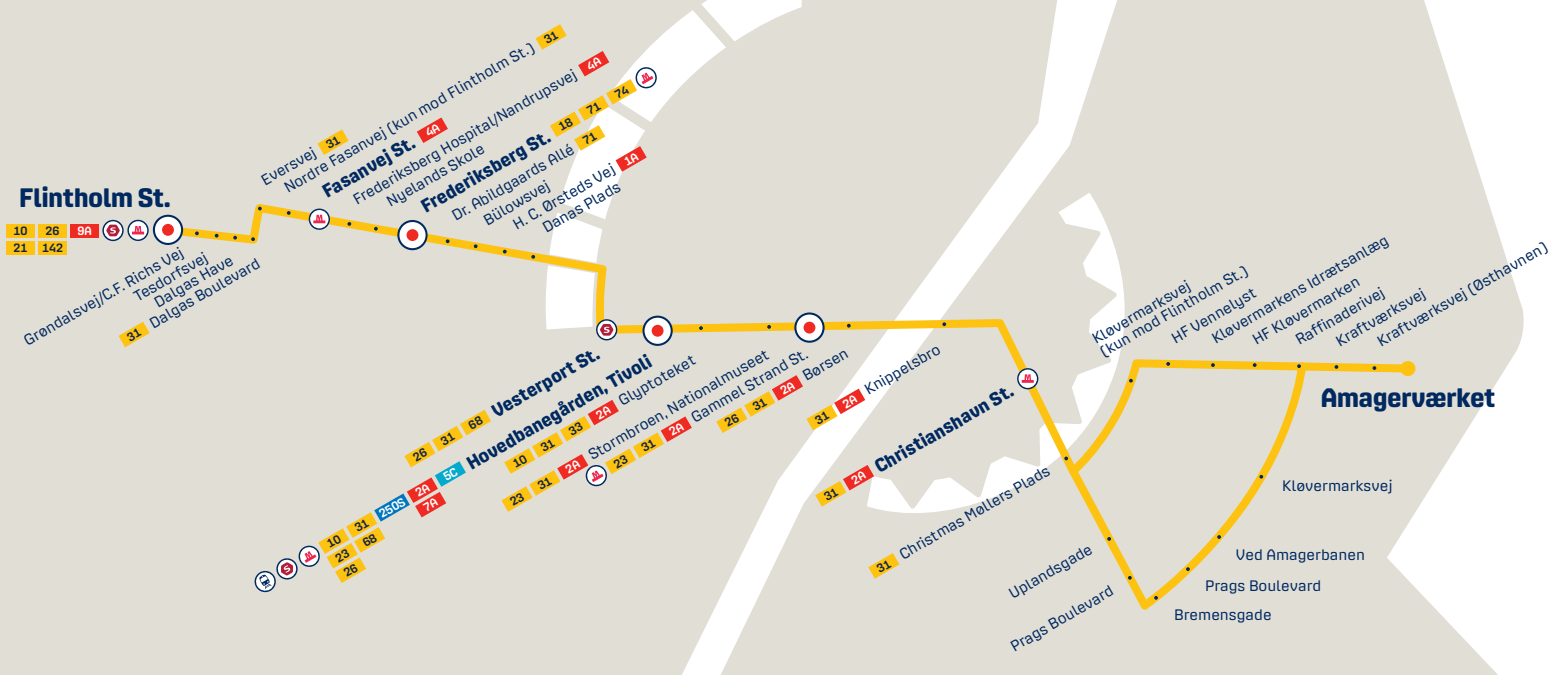 Eversvej 31
Nordre Fasanvej (kun mod Flintholm St.) 31
Fasanvej St. 4A
Frederiksberg Hospital/Nandrupsvej 4A
Nyelands Skole
Frederiksberg St. 18 71 74
Dr. Abildgaards Allé 71
Bülowsvej
H. C. Ørsteds Vej 1A
Danas Plads
Flintholm St.
10 26 9A S M
21 142
Grøndalsvej/C.F. Richs Vej
Tesdorfsvej
Dalgas Have
31 Dalgas Boulevard
S
26 31 68 Vesterport St.
10 31 250S 2A 5C Hovedbanegården, Tivoli
23 68 7A
26
S
10 31 33 2A Glyptoteket
23 31 2A Stormbroen, Nationalmuseet
23 31 2A Gammel Strand St.
26 31 2A Børsen
31 2A Knippelsbro
31 2A Christianshavn St.
31 Christmas Møllers Plads
Uplandsgade
Prags Boulevard
Kløvermarksvej
(kun mod Flintholm St.)
HF Vennelyst
Kløvermarkens Idrætsanlæg
HF Kløvermarken
Raffinaderivej
Kraftværksvej
Kraftværksvej (Østhavnen)
Amagerværket
Kløvermarksvej
Ved Amagerbanen
Prags Boulevard
Bremensgade